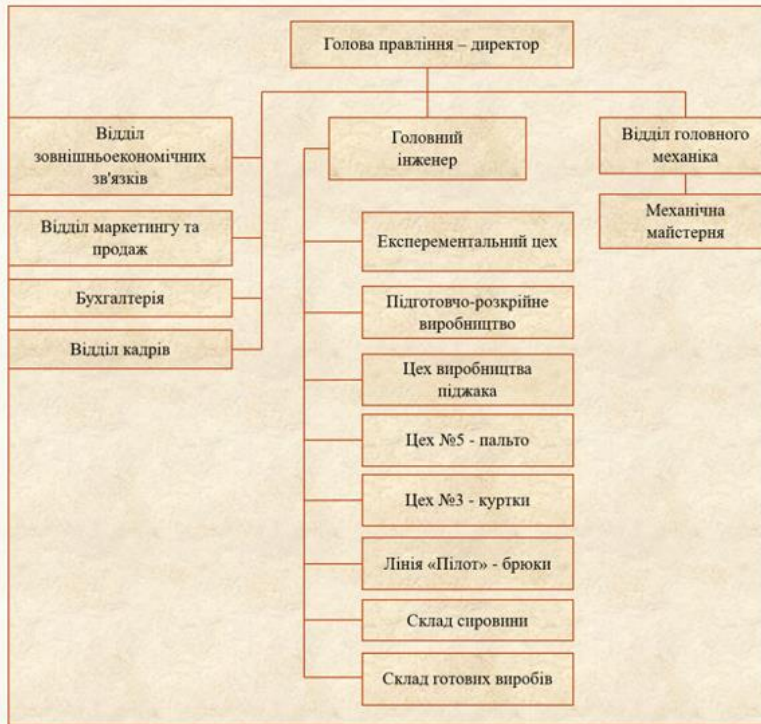 Голова правління – директор
Відділ
зовнішньоекономічних
зв'язків
Відділ маркетингу та
продаж
Бухгалтерія
Відділ кадрів
Головний
інженер
Експерементальний цех
Підготовчо-розкрійне
виробництво
Цех виробництва
піджака
Цех №5 - пальто
Цех №3 - куртки
Лінія «Пілот» - брюки
Склад сировини
Склад готових виробів
Відділ головного
механіка
Механічна
майстерня